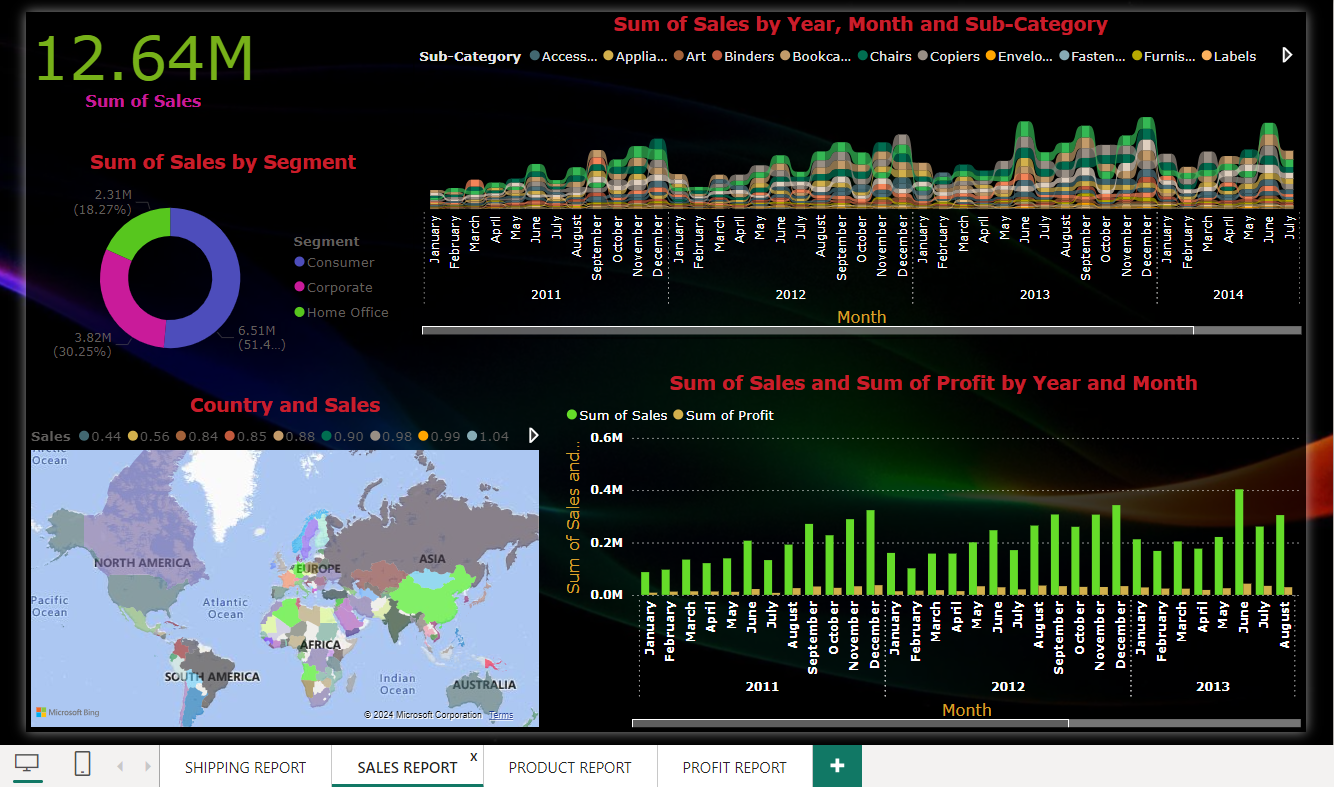 12.64M
Sum of Sales
Sum of Sales by Segment
2.31M
(18.27%)
3.82M
(30.25%)
6.51M
(51.4...)
Segment
Consumer
Corporate
Home Office
Sum of Sales by Year, Month and Sub-Category
Sub-Category Access... Applia... Art Binders Bookca... Chairs Copiers Envelo... Fasten... Furnis... Labels
January February March April May June July August September October November December January February March April May June July August September October November December January February March April May June July August September October November December January February March April May June July
2011 2012 2013 2014
Month
Country and Sales
Sales 0.44 0.56 0.84 0.85 0.88 0.90 0.98 0.99 1.04
Ocean
NORTH AMERICA
EUROPE
ASIA
Pacific
Ocean
Atlantic
Ocean
AFRICA
SOUTH AMERICA
Indian
Ocean
AUSTRALIA
Microsoft Bing
© 2024 Microsoft Corporation Terms
Sum of Sales and Sum of Profit by Year and Month
Sum of Sales Sum of Profit
Sum of Sales and...
0.6M
0.4M
0.2M
0.0M
January February March April May June July August September October November December January February March April May June July August September October November December January February March April May June July August
2011 2012 2013
Month
SHIPPING REPORT
SALES REPORT x
PRODUCT REPORT
PROFIT REPORT
+